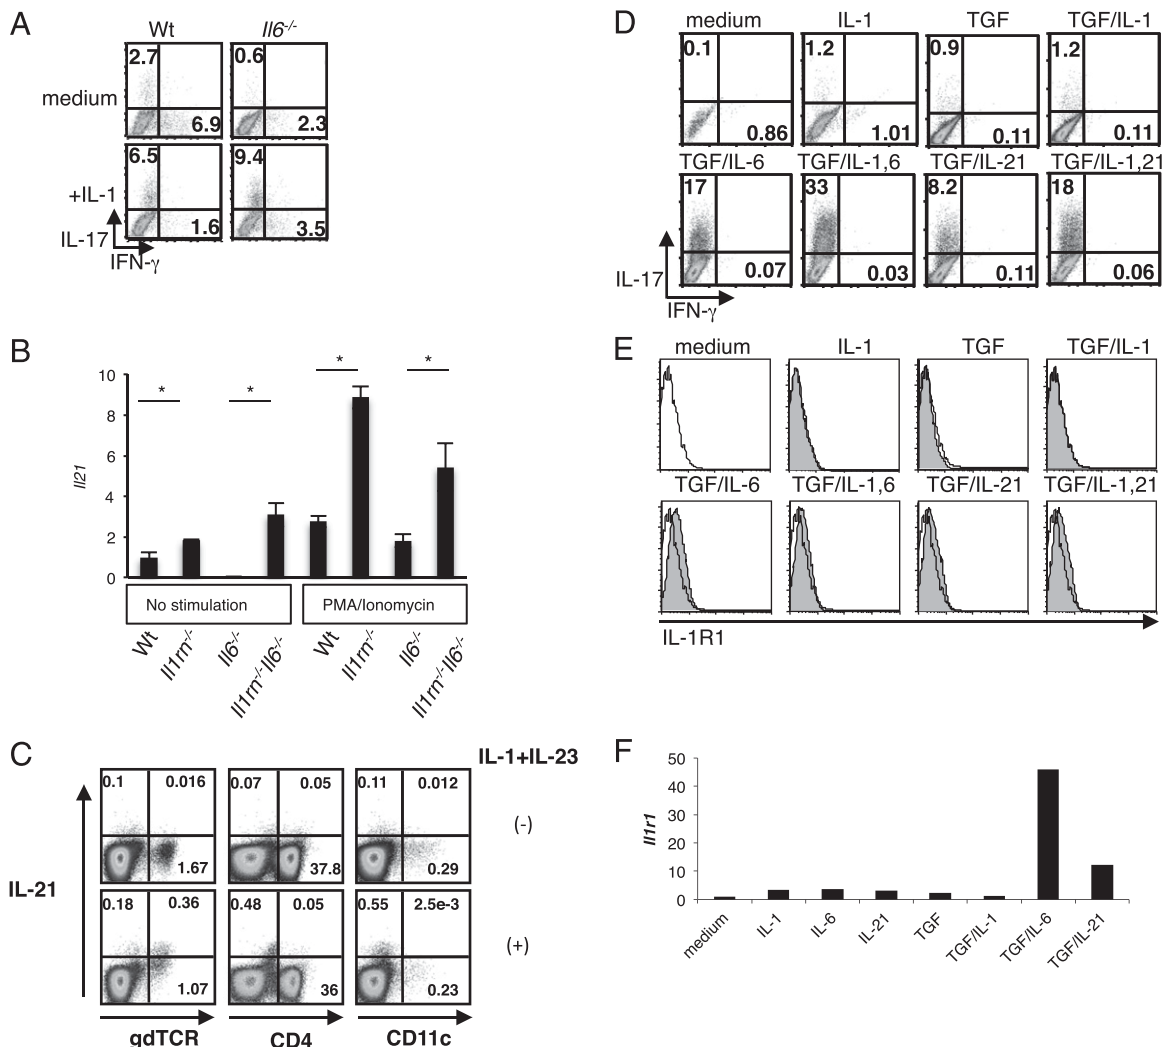 A
Wt Il6-/-
medium
2.7 0.6
6.9 2.3
+IL-1
6.5 9.4
1.6 3.5
IL-17
IFN-γ
B
Il21
10
8
6
4
2
0
* * * *
No stimulation PMA/Ionomycin
Wt Il1rn-/- Il6-/- Il1rn-/-Il6-/- Wt Il1rn-/- Il6-/- Il1rn-/-Il6-/-
C
IL-1+IL-23
0.1 0.016 0.07 0.05 0.11 0.012
(-)
1.67 37.8 0.29
IL-21
0.18 0.36 0.48 0.05 0.55 2.5e-3
(+)
1.07 36 0.23
gdTCR CD4 CD11c
D
medium IL-1 TGF TGF/IL-1
0.1 1.2 0.9 1.2
0.86 1.01 0.11 0.11
TGF/IL-6 TGF/IL-1,6 TGF/IL-21 TGF/IL-1,21
17 33 8.2 18
0.07 0.03 0.11 0.06
IL-17
IFN-γ
E
medium IL-1 TGF TGF/IL-1
TGF/IL-6 TGF/IL-1,6 TGF/IL-21 TGF/IL-1,21
IL-1R1
F
Il1r1
50
40
30
20
10
0
medium IL-1 IL-6 IL-21 TGF TGF/IL-1 TGF/IL-6 TGF/IL-21